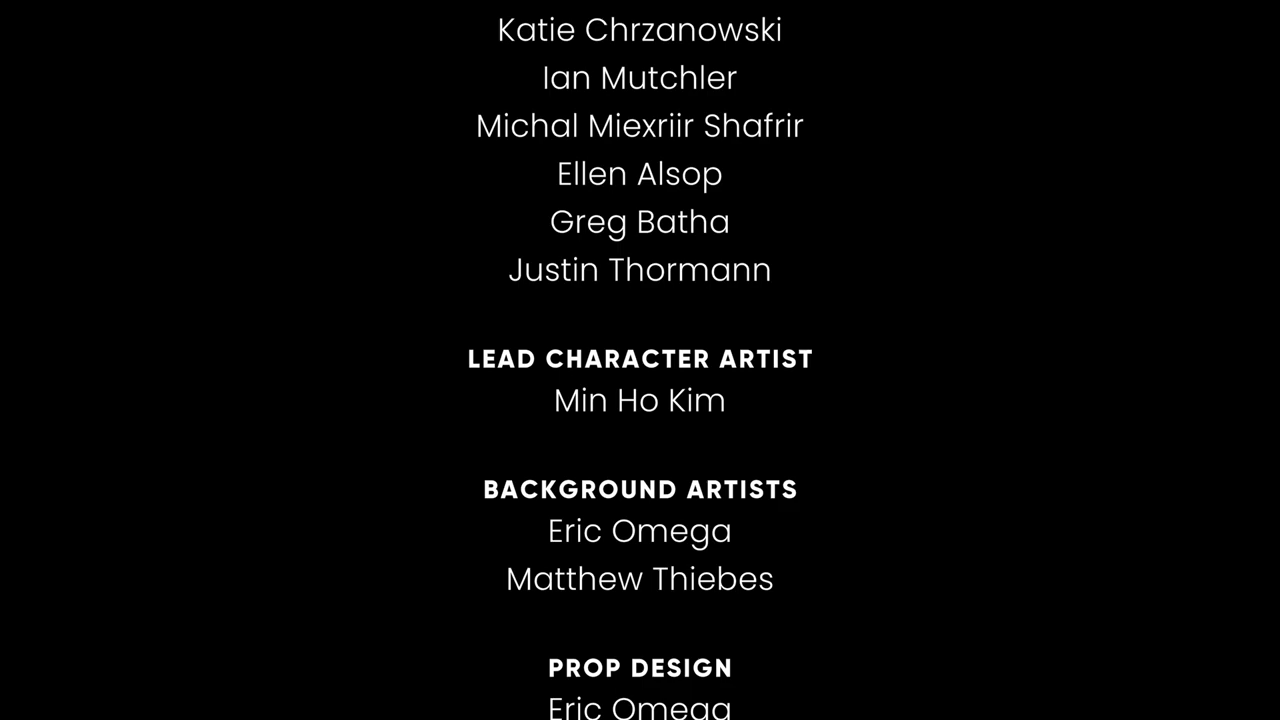 Katie Chrzanowski
Ian Mutchler
Michal Miexriir Shafrir
Ellen Alsop
Greg Batha
Justin Thormann
LEAD CHARACTER ARTIST
Min Ho Kim
BACKGROUND ARTISTS
Eric Omega
Matthew Thiebes
PROP DESIGN
Eric Omega